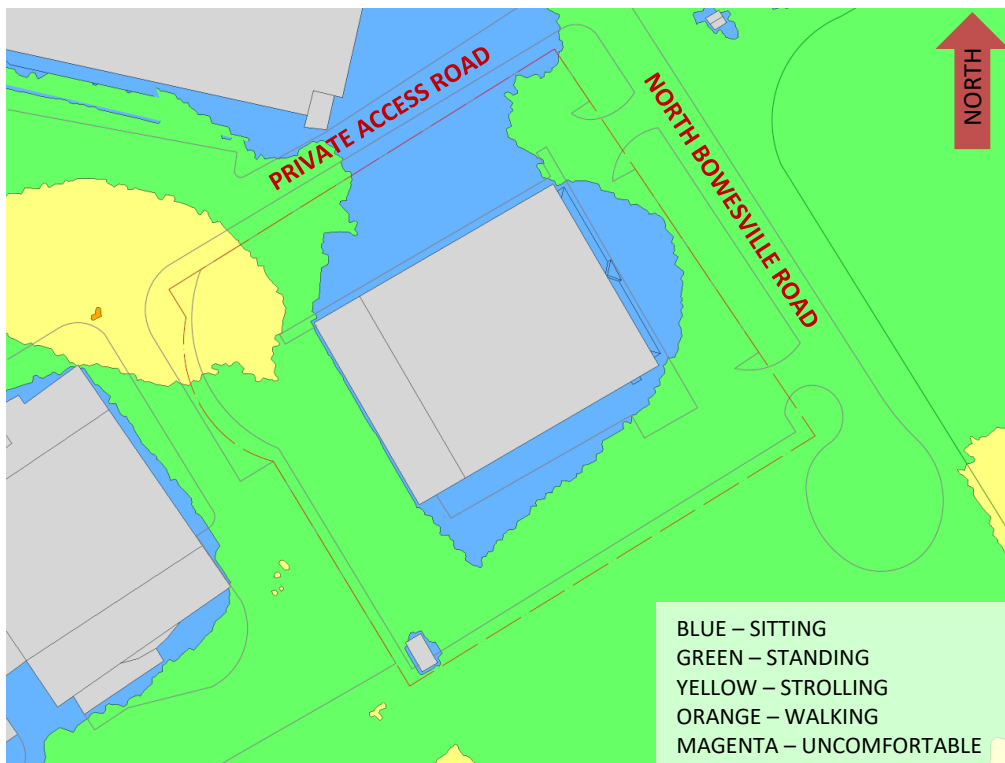 PRIVATE ACCESS ROAD
NORTH BOWESVILLE ROAD
NORTH
BLUE – SITTING
GREEN – STANDING
YELLOW – STROLLING
ORANGE – WALKING
MAGENTA – UNCOMFORTABLE